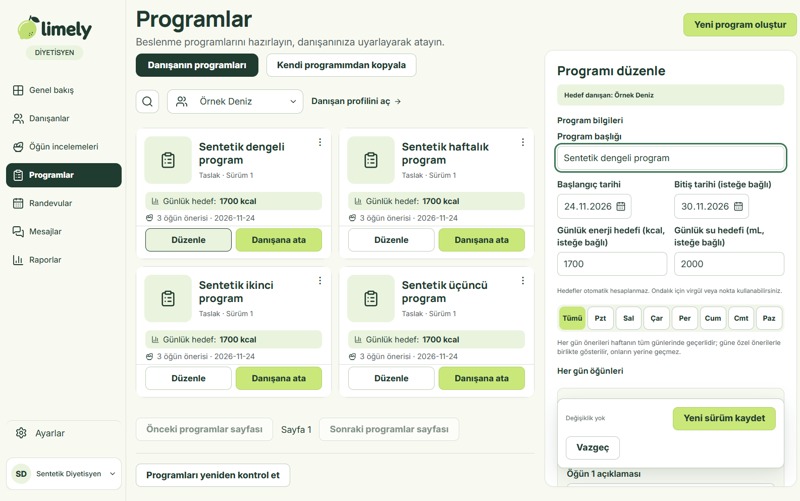 limely
DİYETİSYEN
Genel bakış
Danışanlar
Öğün incelemeleri
Programlar
Randevular
Mesajlar
Raporlar
Ayarlar
SD Sentetik Diyetisyen
Programlar
Beslenme programlarını hazırlayın, danışanınıza uyarlayarak atayın.
Yeni program oluştur
Danışanın programları
Kendi programımdan kopyala
Örnek Deniz
Danışan profilini aç →
Sentetik dengeli
program
Taslak · Sürüm 1
Günlük hedef: 1700 kcal
3 öğün önerisi · 2026-11-24
Düzenle
Danışana ata
Sentetik haftalık
program
Taslak · Sürüm 1
Günlük hedef: 1700 kcal
3 öğün önerisi · 2026-11-24
Düzenle
Danışana ata
Sentetik ikinci
program
Taslak · Sürüm 1
Günlük hedef: 1700 kcal
3 öğün önerisi · 2026-11-24
Düzenle
Danışana ata
Sentetik üçüncü
program
Taslak · Sürüm 1
Günlük hedef: 1700 kcal
3 öğün önerisi · 2026-11-24
Düzenle
Danışana ata
Önceki programlar sayfası
Sayfa 1
Sonraki programlar sayfası
Programları yeniden kontrol et
Programı düzenle
Hedef danışan: Örnek Deniz
Program bilgileri
Program başlığı
Sentetik dengeli program
Başlangıç tarihi
24.11.2026
Bitiş tarihi (isteğe bağlı)
30.11.2026
Günlük enerji hedefi (kcal,
isteğe bağlı)
1700
Günlük su hedefi (mL,
isteğe bağlı)
2000
Hedefler otomatik hesaplanmaz. Ondalık için virgül veya nokta kullanabilirsiniz.
Tümü Pzt Sal Çar Per Cum Cmt Paz
Her gün önerileri haftanın tüm günlerinde geçerlidir; güne özel önerilerle
birlikte gösterilir, onların yerine geçmez.
Her gün öğünleri
Değişiklik yok
Yeni sürüm kaydet
Vazgeç
Öğün 1 açıklaması